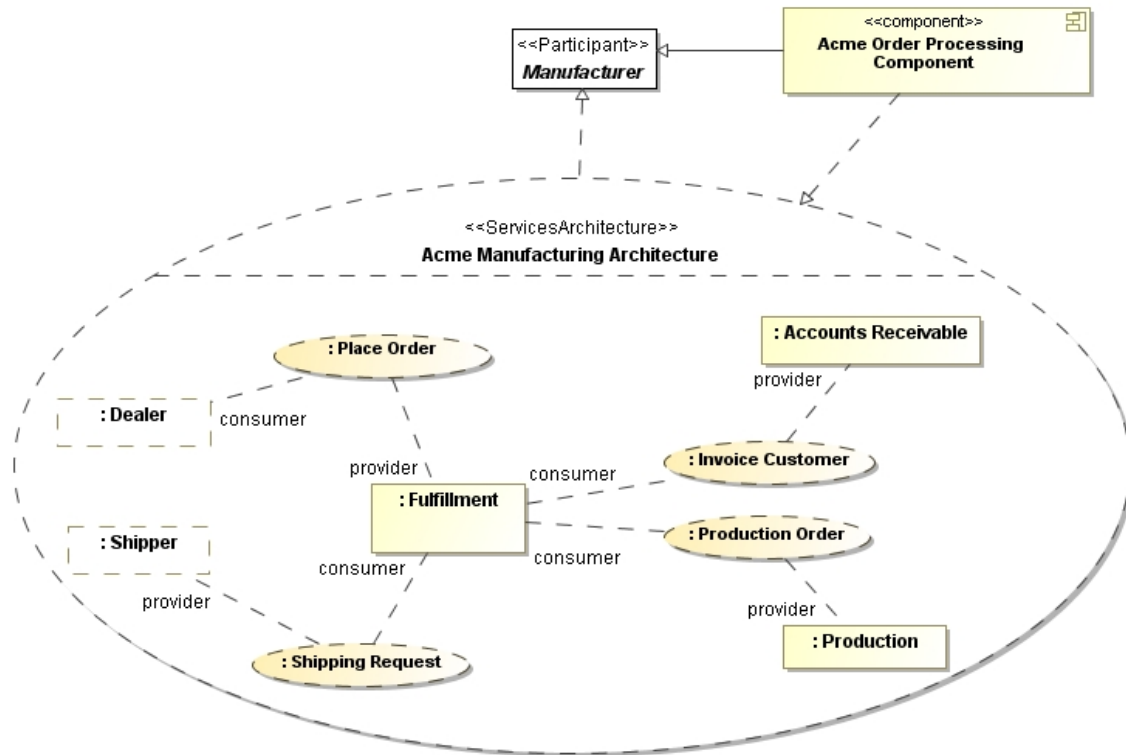 <<Participant>>
Manufacturer
<<component>>
Acme Order Processing
Component
<<ServicesArchitecture>>
Acme Manufacturing Architecture
: Place Order
: Accounts Receivable
provider
: Dealer
consumer
provider
consumer
: Invoice Customer
: Fulfillment
: Shipper
: Production Order
consumer
consumer
provider
provider
: Shipping Request
: Production